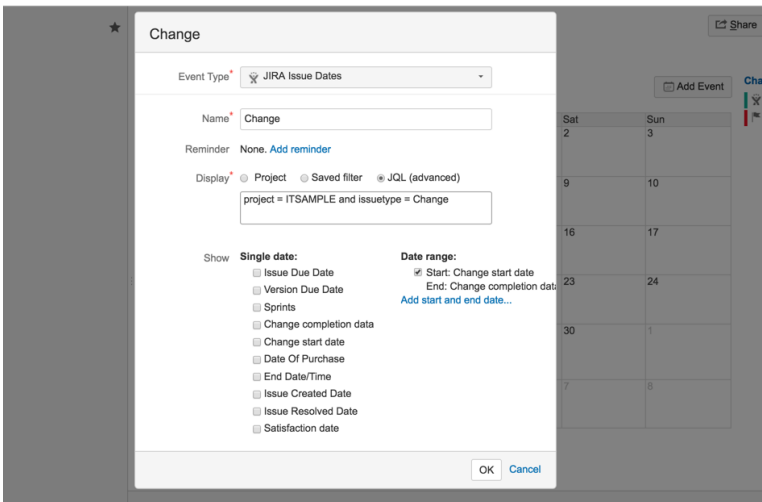 Share
Change
Event Type* JIRA Issue Dates
Add Event
Name* Change
Sat Sun
2 3
Reminder None. Add reminder
Display* Project Saved filter JQL (advanced)
9 10
project = ITSAMPLE and issuetype = Change
16 17
Show Single date: Date range:
Issue Due Date Start: Change start date
Version Due Date End: Change completion data
23 24
Sprints Add start and end date...
Change completion data
30 1
Change start date
Date Of Purchase
End Date/Time
7 8
Issue Created Date
Issue Resolved Date
Satisfaction date
OK Cancel